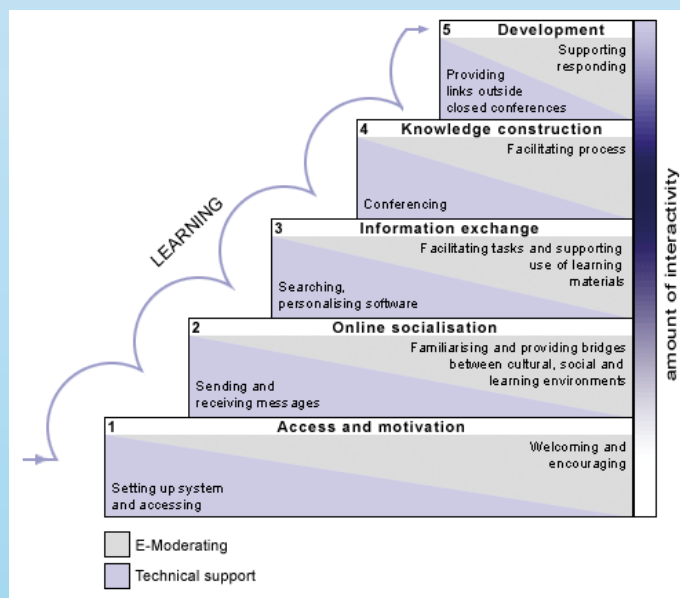 5 Development
Supporting
responding
Providing
links outside
closed conferences
4 Knowledge construction
Facilitating process
Conferencing
3 Information exchange
Facilitating tasks and supporting
use of learning
materials
Searching,
personalising software
2 Online socialisation
Familiarising and providing bridges
between cultural, social and
learning environments
Sending and
receiving messages
1 Access and motivation
Welcoming and
encouraging
Setting up system
and accessing
LEARNING
amount of interactivity
E-Moderating
Technical support